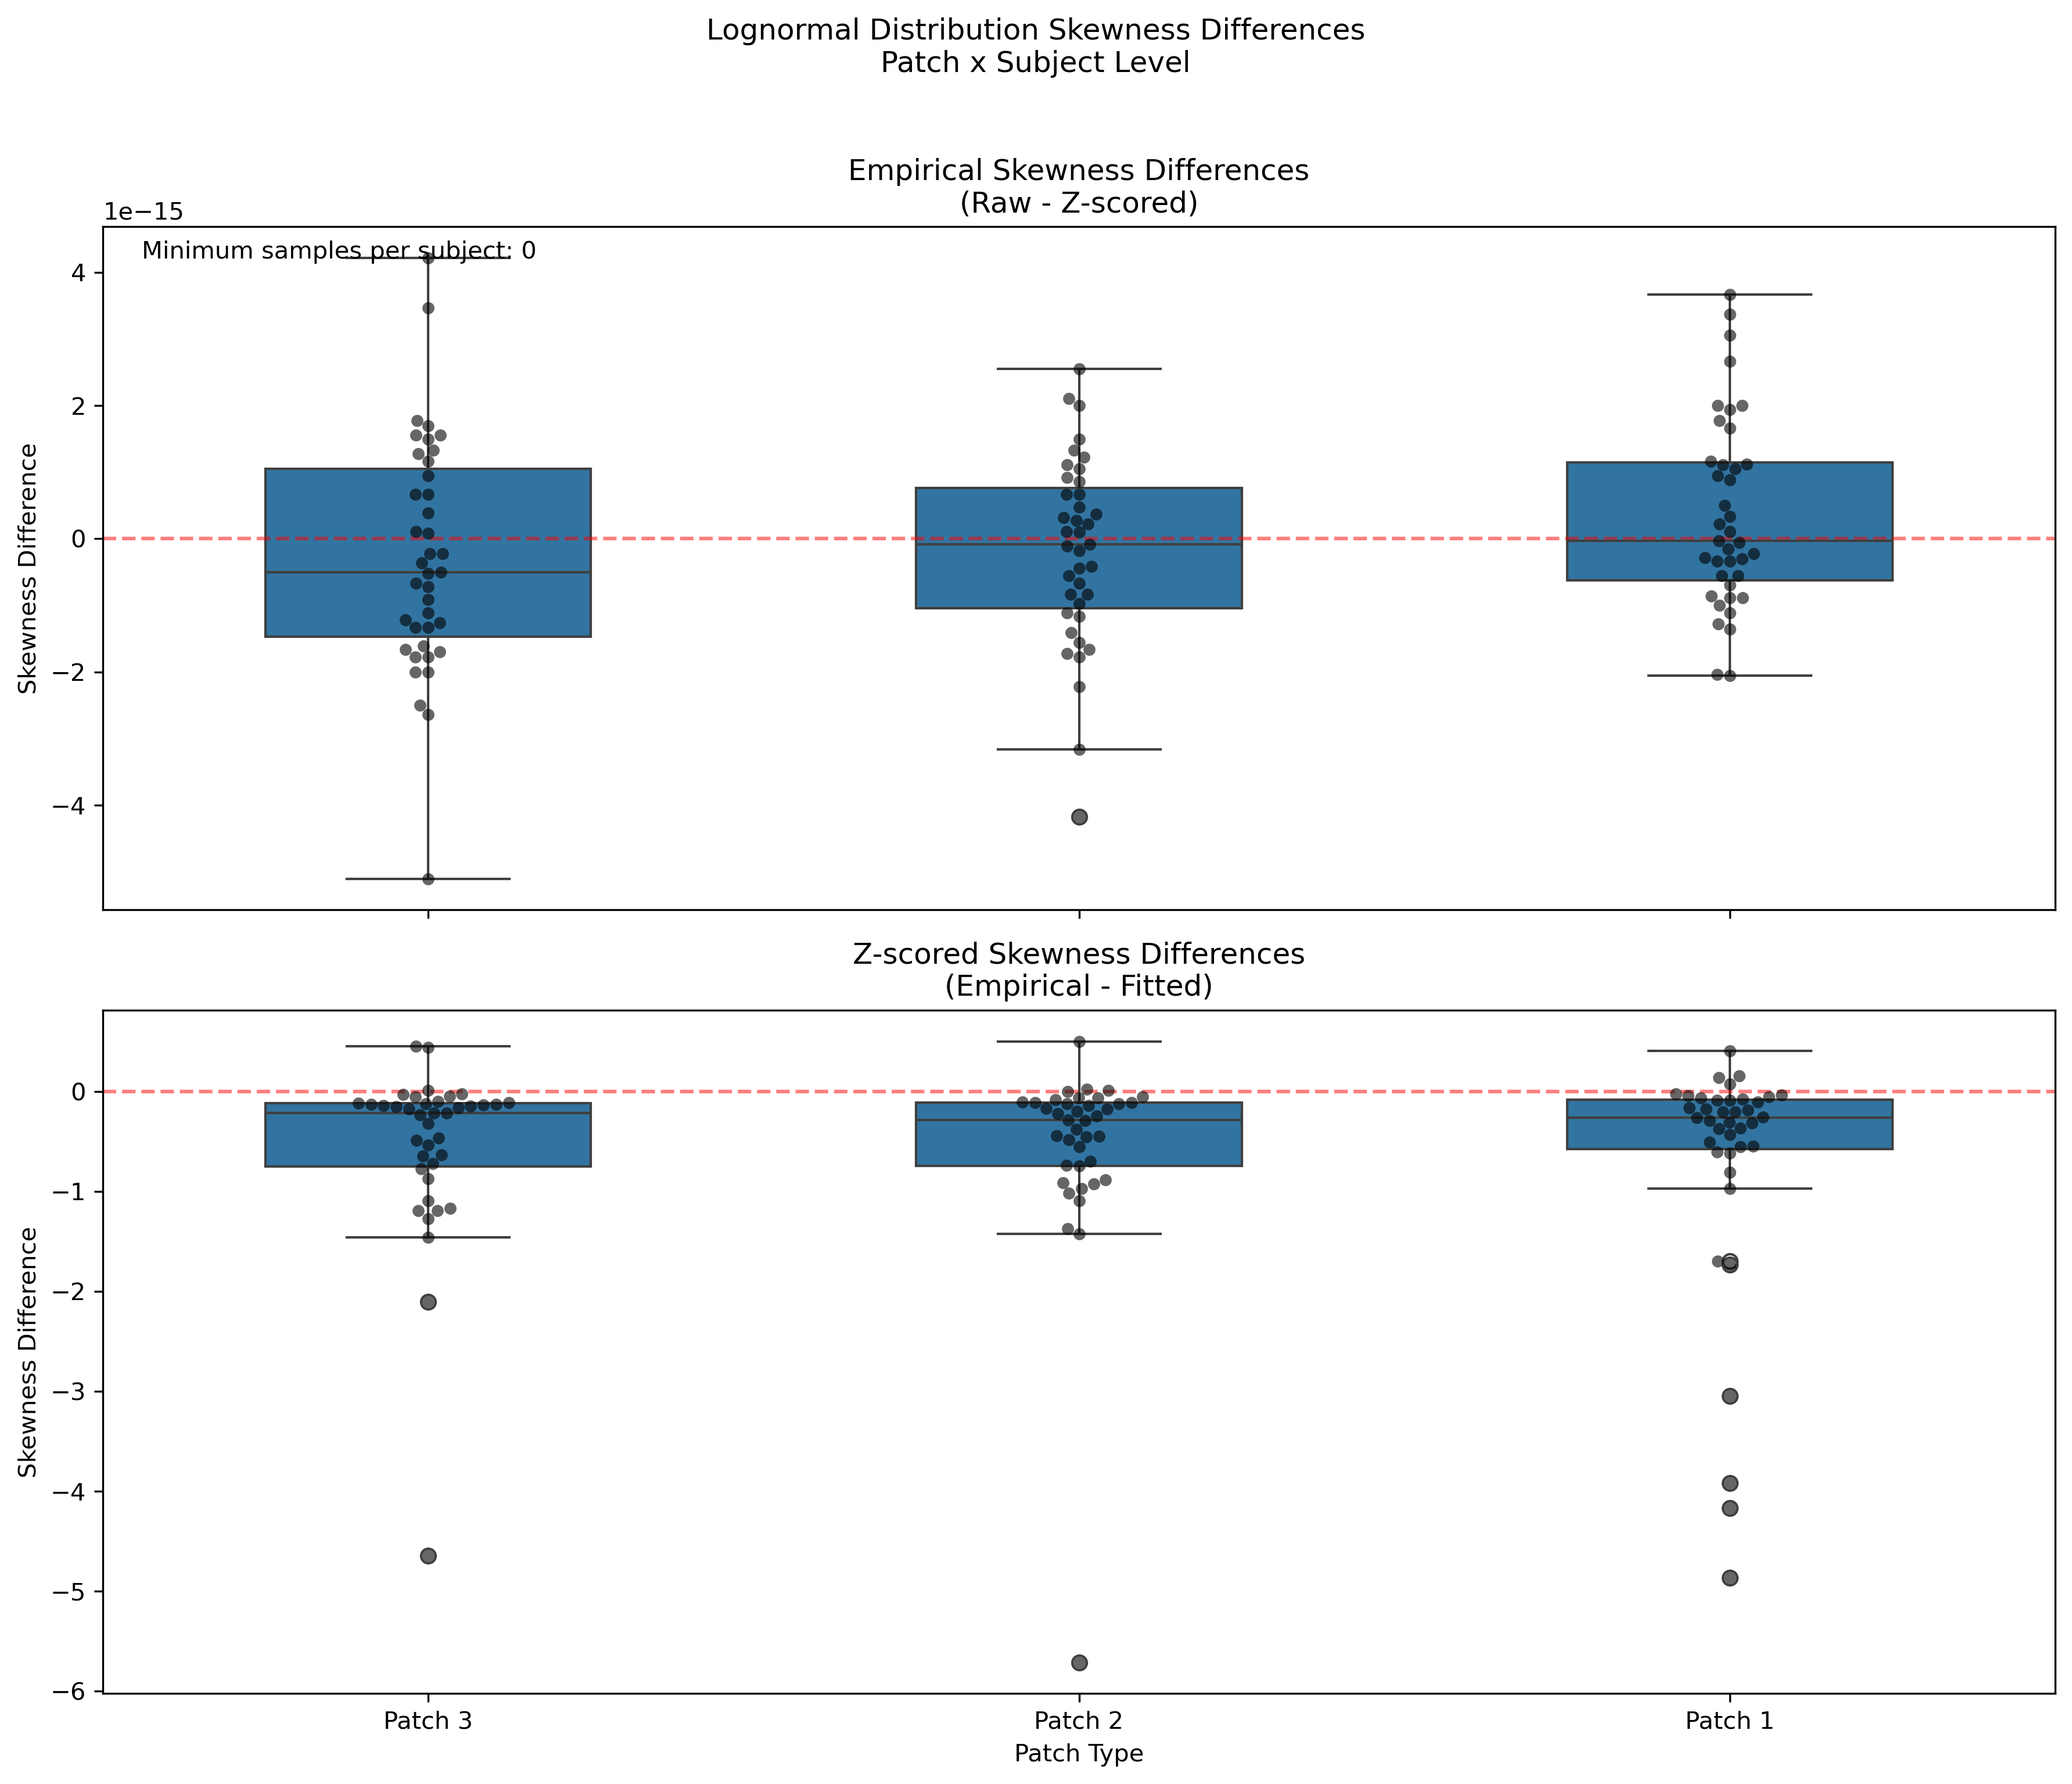 Lognormal Distribution Skewness Differences
Patch x Subject Level
Empirical Skewness Differences
(Raw - Z-scored)
1e−15
Minimum samples per subject: 0
4
2
0
−2
−4
Skewness Difference
Z-scored Skewness Differences
(Empirical - Fitted)
0
−1
−2
−3
−4
−5
−6
Skewness Difference
Patch 3
Patch 2
Patch 1
Patch Type